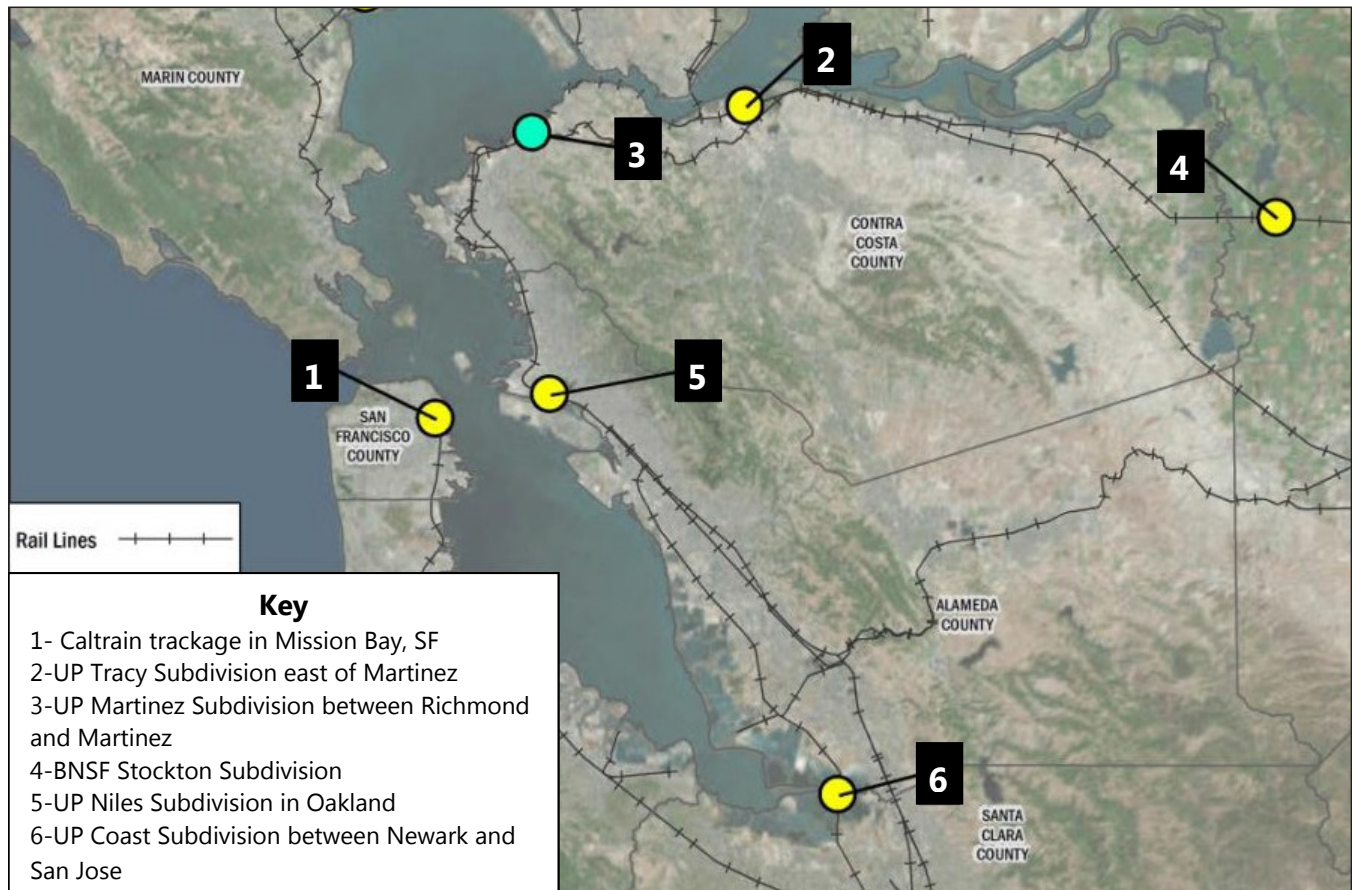 2
MARIN COUNTY
3
4
CONTRA
COSTA
COUNTY
1
5
SAN
FRANCISCO
COUNTY
Rail Lines
ALAMEDA
COUNTY
6
SANTA
CLARA
COUNTY
Key
1- Caltrain trackage in Mission Bay, SF
2-UP Tracy Subdivision east of Martinez
3-UP Martinez Subdivision between Richmond
and Martinez
4-BNSF Stockton Subdivision
5-UP Niles Subdivision in Oakland
6-UP Coast Subdivision between Newark and
San Jose